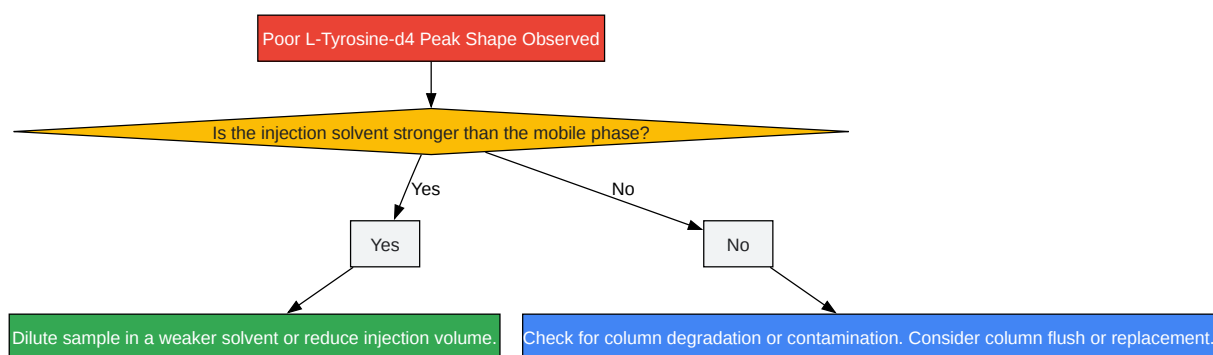 Poor L-Tyrosine-d4 Peak Shape Observed
Is the injection solvent stronger than the mobile phase?
Yes
No
Yes
No
Dilute sample in a weaker solvent or reduce injection volume.
Check for column degradation or contamination. Consider column flush or replacement.